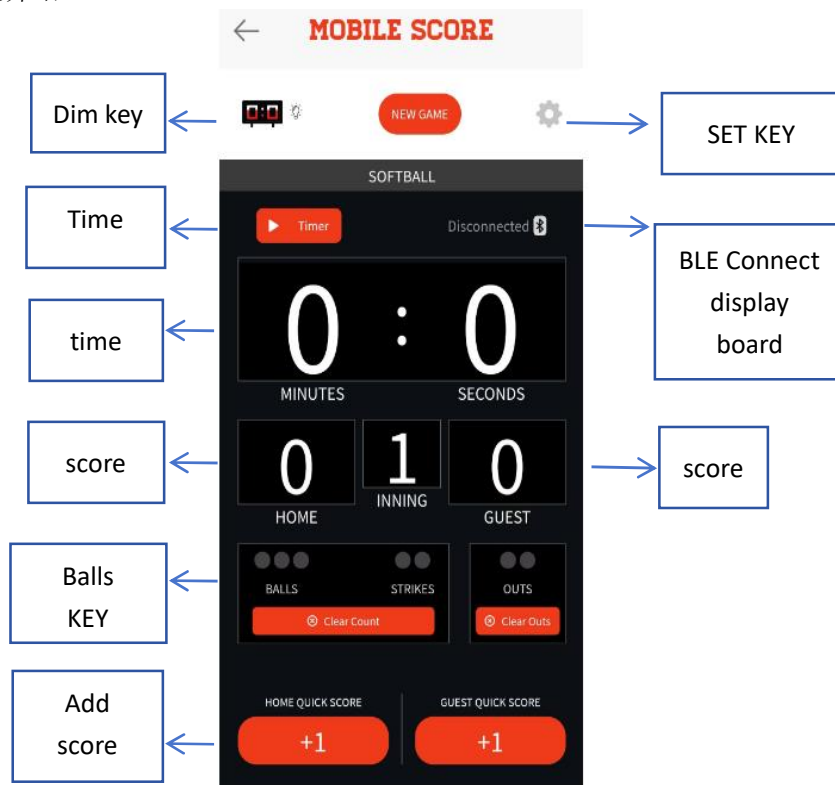 MOBILE SCORE
Dim key
0:0
NEW GAME
SET KEY
SOFTBALL
Time
Timer
Disconnected
BLE Connect
display
board
time
0 : 0
MINUTES SECONDS
score
0 1 0
score
INNING
HOME GUEST
Balls
KEY
BALLS STRIKES OUTS
Clear Count Clear Outs
Add
score
HOME QUICK SCORE GUEST QUICK SCORE
+1 +1